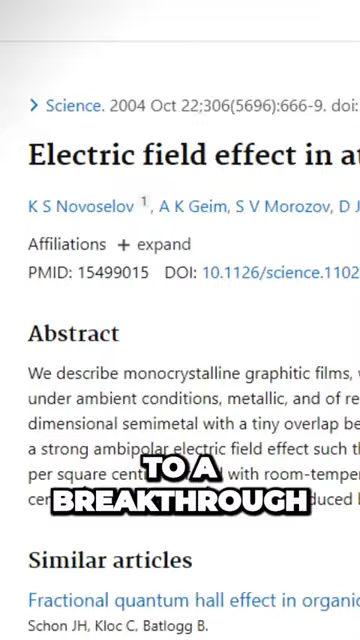 > Science. 2004 Oct 22;306(5696):666-9. doi:
Electric field effect in a
K S Novoselov 1, A K Geim, S V Morozov, D J
Affiliations + expand
PMID: 15499015 DOI: 10.1126/science.1102
Abstract
We describe monocrystalline graphitic films,
under ambient conditions, metallic, and of re
dimensional semimetal with a tiny overlap be
a strong ambipolar electric field effect such th
per square with room-temper
TO A
BREAKTHROUGH
Similar articles
Fractional quantum hall effect in organic
Schon JH, Kloc C, Batlogg B.